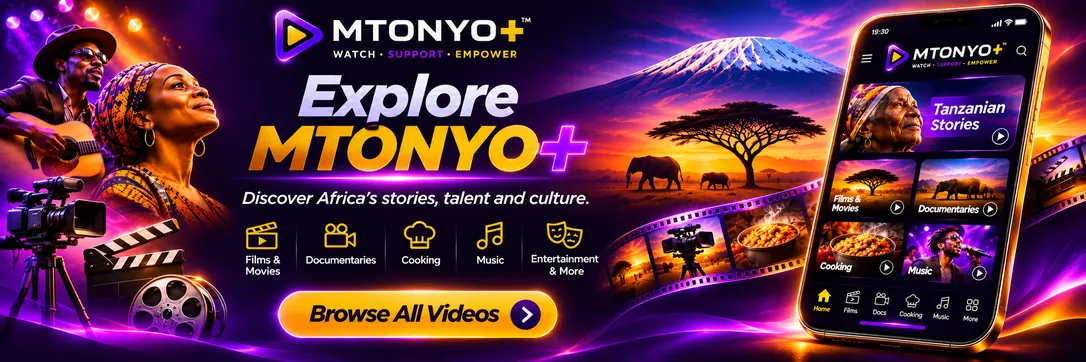 MTONYO+™
WATCH • SUPPORT • EMPOWER
Explore
MTONYO+
Discover Africa's stories, talent and culture.
Films &
Movies
Documentaries
Cooking
Music
Entertainment
& More
Browse All Videos
19:30
MTONYO+™
WATCH • SUPPORT • EMPOWER
Tanzanian
Stories
Films &
Movies
Documentaries
Cooking
Music
Home
Films
Docs
Cooking
Music
More